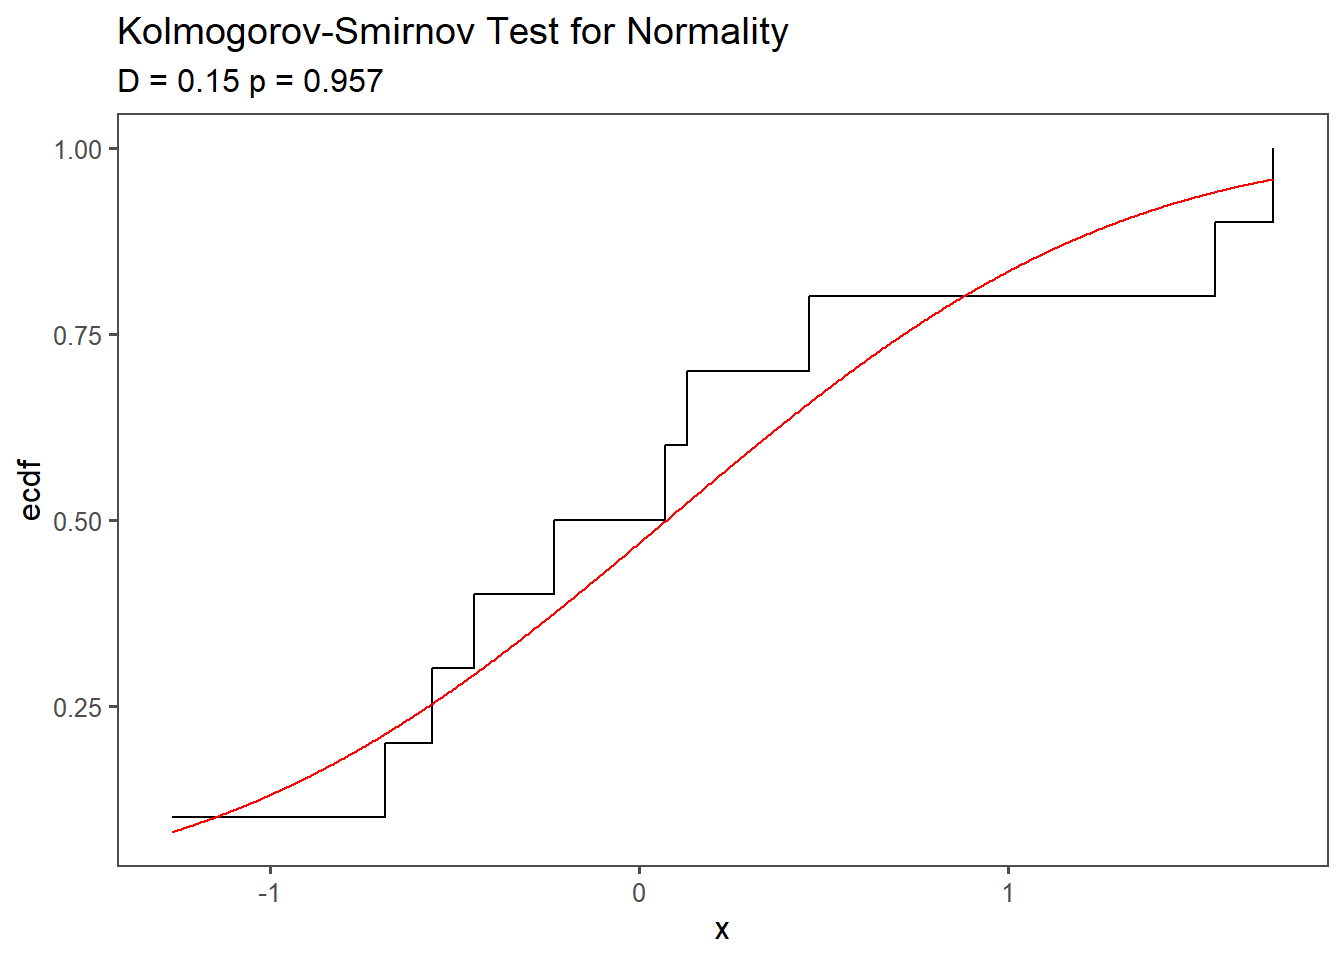 Kolmogorov-Smirnov Test for Normality
D = 0.15 p = 0.957
1.00
0.75
0.50
0.25
ecdf
-1
0
1
x